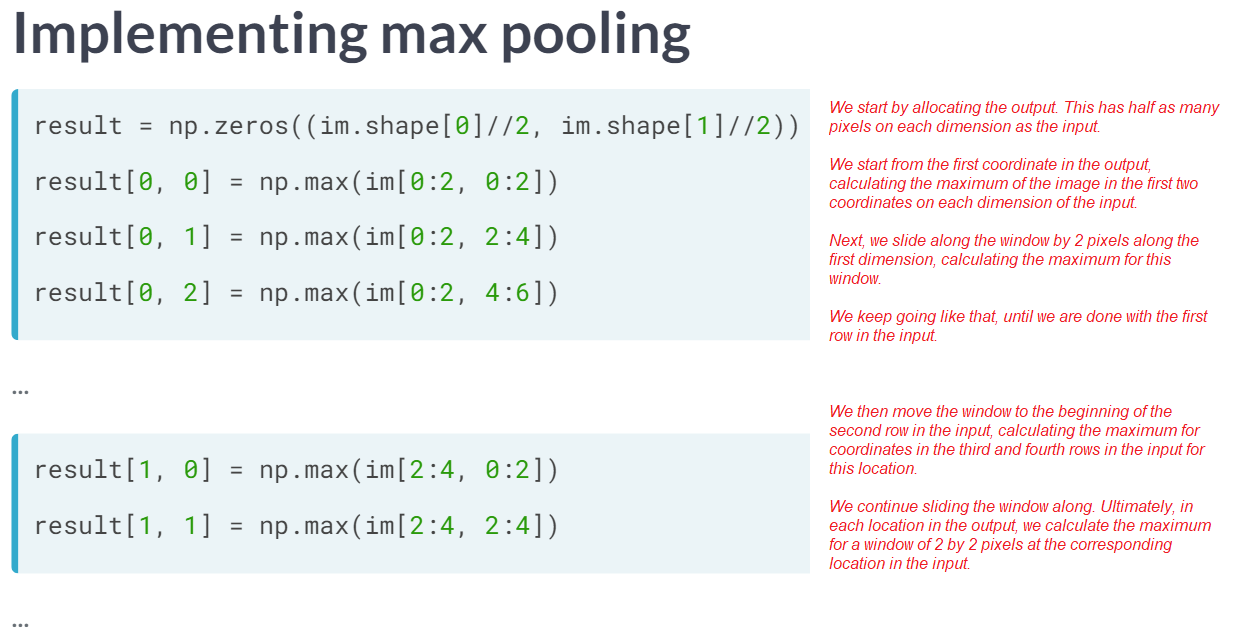 Implementing max pooling
result = np.zeros((im.shape[0]//2, im.shape[1]//2))
result[0, 0] = np.max(im[0:2, 0:2])
result[0, 1] = np.max(im[0:2, 2:4])
result[0, 2] = np.max(im[0:2, 4:6])
We start by allocating the output. This has half as many
pixels on each dimension as the input.
We start from the first coordinate in the output,
calculating the maximum of the image in the first two
coordinates on each dimension of the input.
Next, we slide along the window by 2 pixels along the
first dimension, calculating the maximum for this
window.
We keep going like that, until we are done with the first
row in the input.
...
result[1, 0] = np.max(im[2:4, 0:2])
result[1, 1] = np.max(im[2:4, 2:4])
We then move the window to the beginning of the
second row in the input, calculating the maximum for
coordinates in the third and fourth rows in the input for
this location.
We continue sliding the window along. Ultimately, in
each location in the output, we calculate the maximum
for a window of 2 by 2 pixels at the corresponding
location in the input.
...